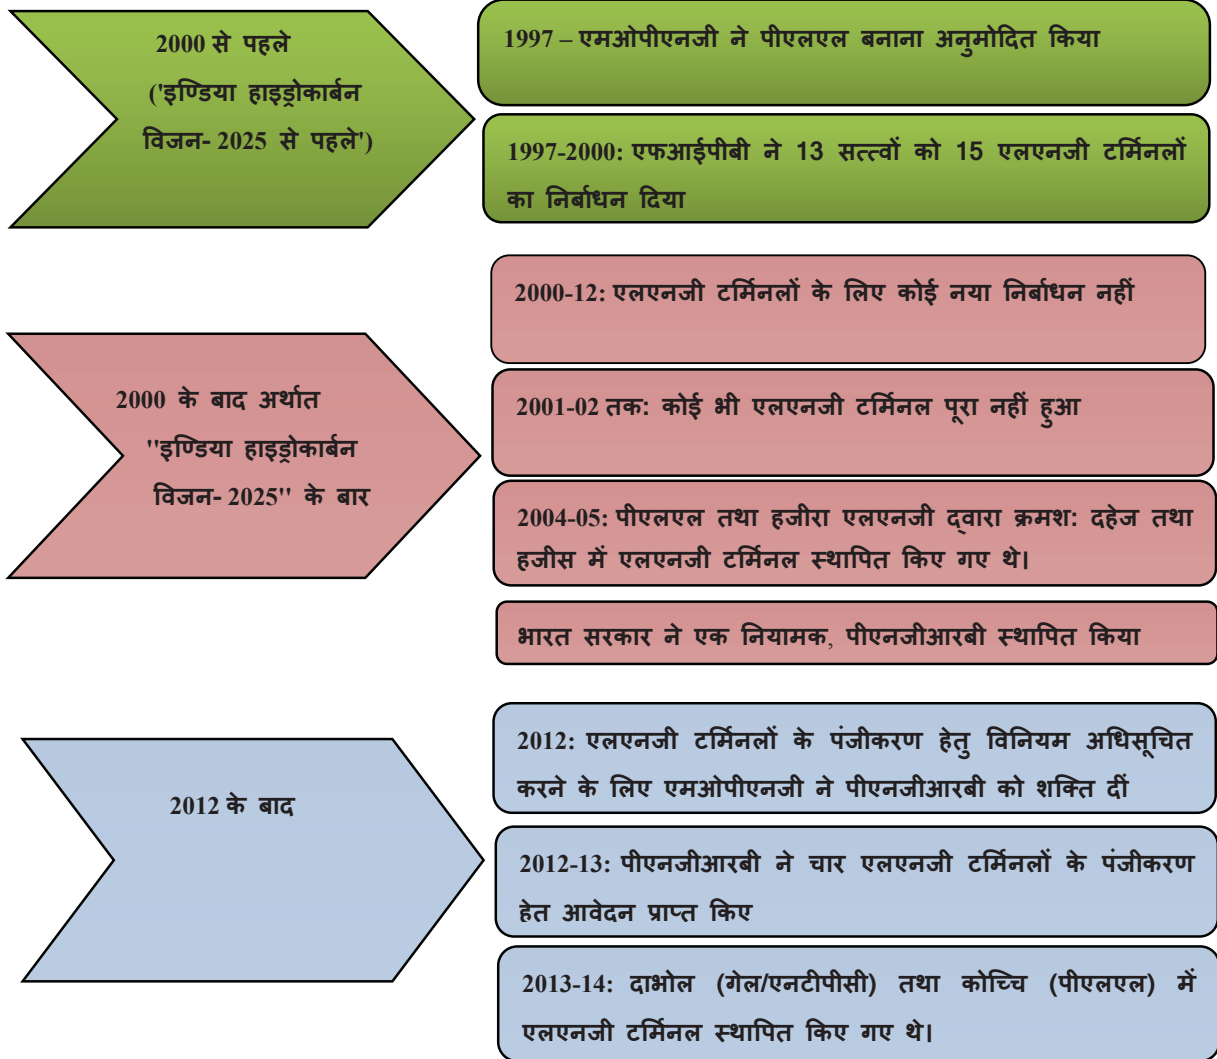 2000 से पहले
('इण्डिया हाइड्रोकार्बन
विजन- 2025 से पहले')
1997 – एमओपीएनजी ने पीएलएल बनाना अनुमोदित किया
1997-2000: एफआईपीबी ने 13 सत्त्वों को 15 एलएनजी टर्मिनलों
का निर्बाधन दिया
2000 के बाद अर्थात
''इण्डिया हाइड्रोकार्बन
विजन- 2025'' के बार
2000-12: एलएनजी टर्मिनलों के लिए कोई नया निर्बाधन नहीं
2001-02 तक: कोई भी एलएनजी टर्मिनल पूरा नहीं हुआ
2004-05: पीएलएल तथा हजीरा एलएनजी द्वारा क्रमश: दहेज तथा
हजीस में एलएनजी टर्मिनल स्थापित किए गए थे।
भारत सरकार ने एक नियामक, पीएनजीआरबी स्थापित किया
2012 के बाद
2012: एलएनजी टर्मिनलों के पंजीकरण हेतु विनियम अधिसूचित
करने के लिए एमओपीएनजी ने पीएनजीआरबी को शक्ति दीं
2012-13: पीएनजीआरबी ने चार एलएनजी टर्मिनलों के पंजीकरण
हेत आवेदन प्राप्त किए
2013-14: दाभोल (गेल/एनटीपीसी) तथा कोच्चि (पीएलएल) में
एलएनजी टर्मिनल स्थापित किए गए थे।